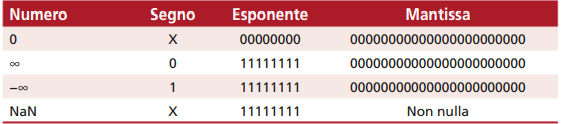 Numero Segno Esponente Mantissa
0 X 00000000 00000000000000000000000
∞ 0 11111111 00000000000000000000000
−∞ 1 11111111 00000000000000000000000
NaN X 11111111 Non nulla